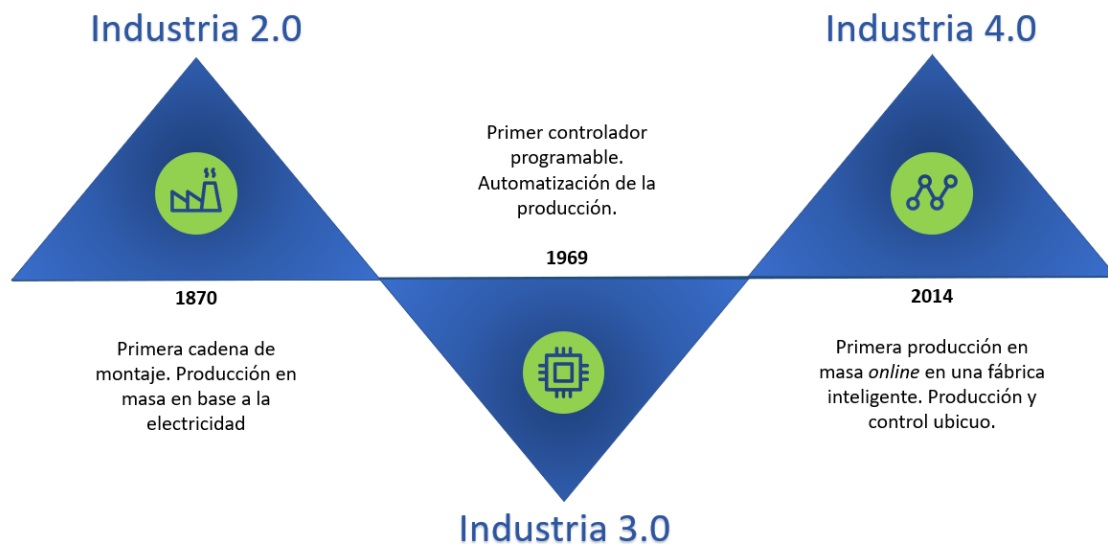 Industria 2.0
1870
Primera cadena de
montaje. Producción en
masa en base a la
electricidad
Primer controlador
programable.
Automatización de la
producción.
1969
Industria 3.0
Industria 4.0
2014
Primera producción en
masa online en una fábrica
inteligente. Producción y
control ubicuo.